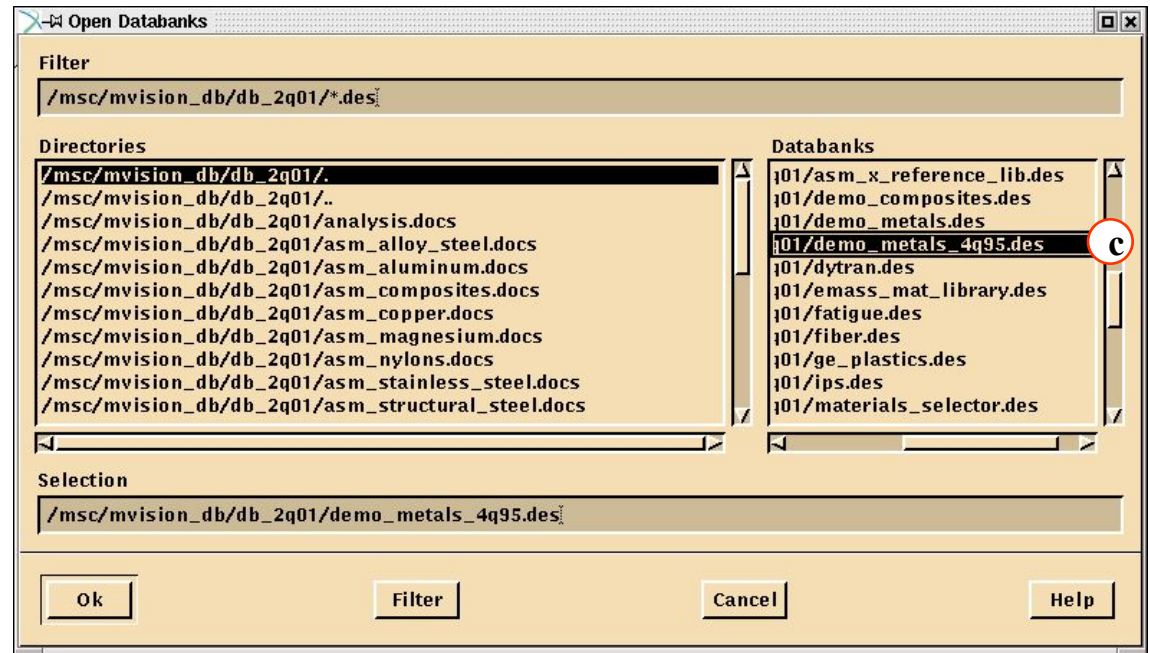 Open Databanks
Filter
/msc/mvision_db/db_2q01/*.des
Directories
/msc/mvision_db/db_2q01/.
/msc/mvision_db/db_2q01/..
/msc/mvision_db/db_2q01/analysis.docs
/msc/mvision_db/db_2q01/asm_alloy_steel.docs
/msc/mvision_db/db_2q01/asm_aluminum.docs
/msc/mvision_db/db_2q01/asm_composites.docs
/msc/mvision_db/db_2q01/asm_copper.docs
/msc/mvision_db/db_2q01/asm_magnesium.docs
/msc/mvision_db/db_2q01/asm_nylons.docs
/msc/mvision_db/db_2q01/asm_stainless_steel.docs
/msc/mvision_db/db_2q01/asm_structural_steel.docs
Databanks
q01/asm_x_reference_lib.des
q01/demo_composites.des
q01/demo_metals.des
q01/demo_metals_4q95.des
c
q01/dytran.des
q01/emass_mat_library.des
q01/fatigue.des
q01/fiber.des
q01/ge_plastics.des
q01/ips.des
q01/materials_selector.des
Selection
/msc/mvision_db/db_2q01/demo_metals_4q95.des
Ok
Filter
Cancel
Help